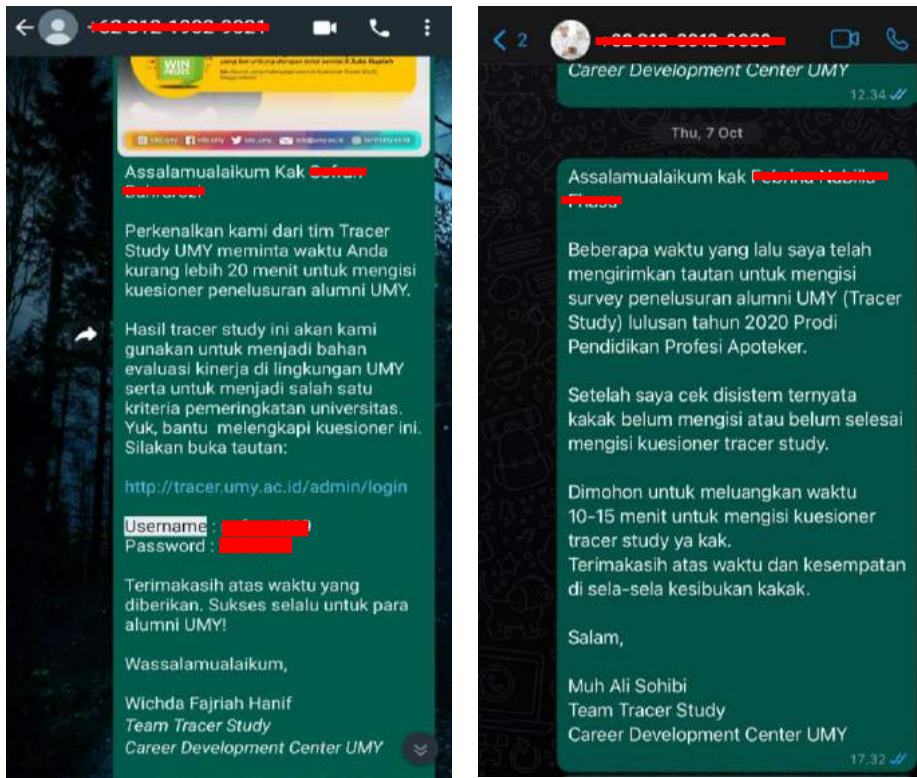 WIN
PRIZES
Assalamualaikum Kak
Perkenalkan kami dari tim Tracer
Study UMY meminta waktu Anda
kurang lebih 20 menit untuk mengisi
kuesioner penelusuran alumni UMY.
Hasil tracer study ini akan kami
gunakan untuk menjadi bahan
evaluasi kinerja di lingkungan UMY
serta untuk menjadi salah satu
kriteria pemeringkatan universitas.
Yuk, bantu melengkapi kuesioner ini.
Silakan buka tautan:
http://tracer.umy.ac.id/admin/login
Username :
Password :
Terimakasih atas waktu yang
diberikan. Sukses selalu untuk para
alumni UMY!
Wassalamualaikum,
Wichda Fajriah Hanif
Team Tracer Study
Career Development Center UMY
2
Career Development Center UMY
12.34
Thu, 7 Oct
Assalamualaikum kak
Beberapa waktu yang lalu saya telah
mengirimkan tautan untuk mengisi
survey penelusuran alumni UMY (Tracer
Study) lulusan tahun 2020 Prodi
Pendidikan Profesi Apoteker.
Setelah saya cek disistem ternyata
kakak belum mengisi atau belum selesai
mengisi kuesioner tracer study.
Dimohon untuk meluangkan waktu
10-15 menit untuk mengisi kuesioner
tracer study ya kak.
Terimakasih atas waktu dan kesempatan
di sela-sela kesibukan kakak.
Salam,
Muh Ali Sohibi
Team Tracer Study
Career Development Center UMY
17.32